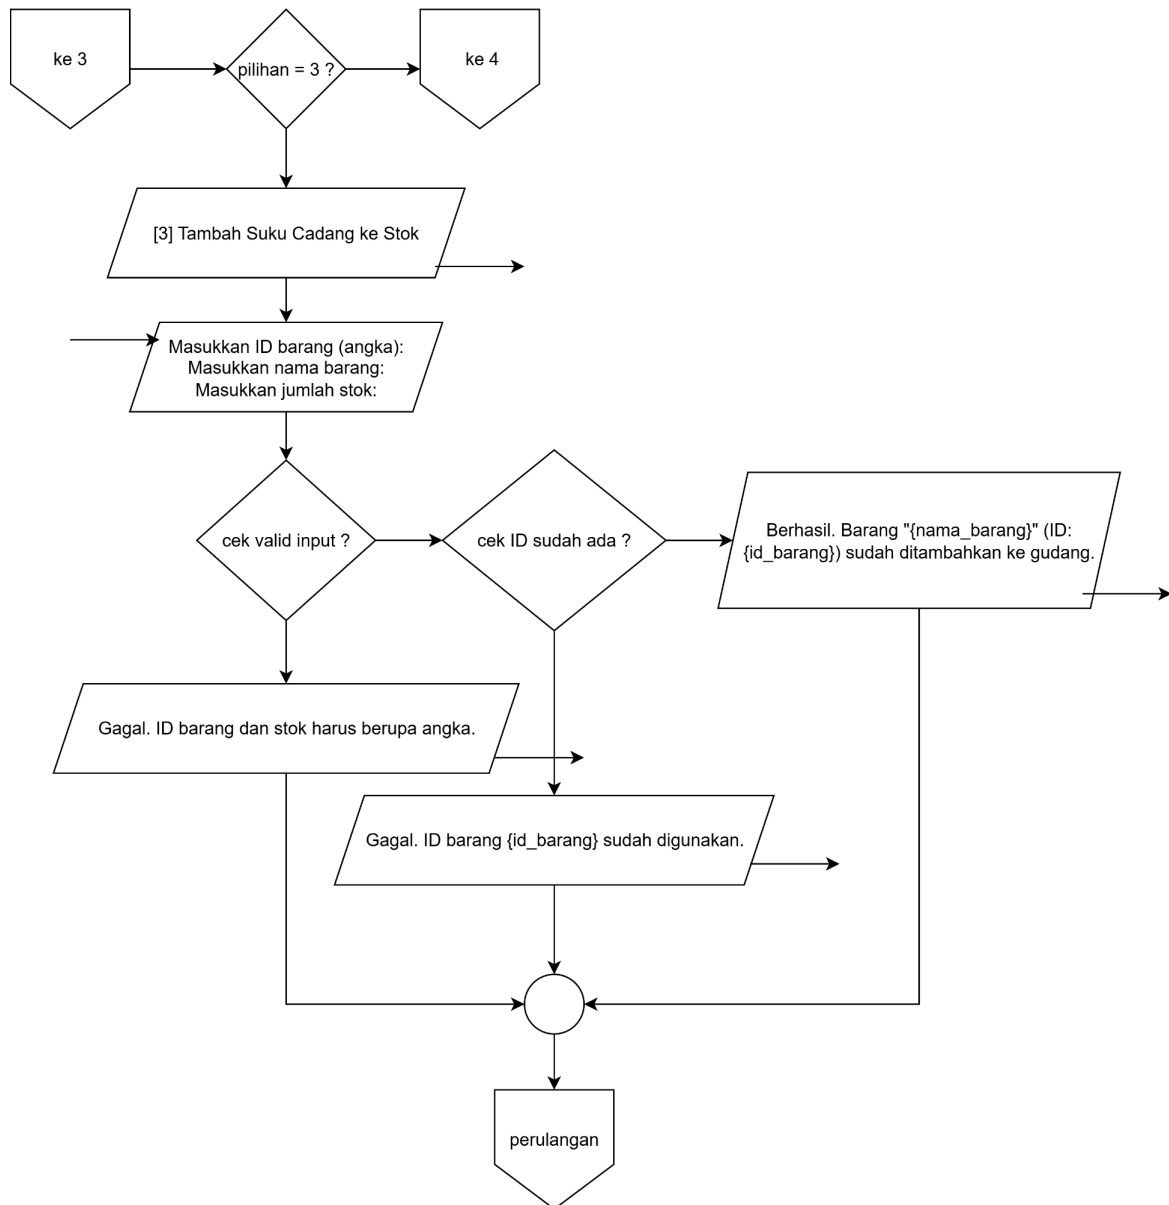 ke 3
pilihan = 3 ?
ke 4
[3] Tambah Suku Cadang ke Stok
Masukkan ID barang (angka):
Masukkan nama barang:
Masukkan jumlah stok:
cek valid input ?
cek ID sudah ada ?
Berhasil. Barang "{nama_barang}" (ID:
{id_barang}) sudah ditambahkan ke gudang.
Gagal. ID barang dan stok harus berupa angka.
Gagal. ID barang {id_barang} sudah digunakan.
perulangan